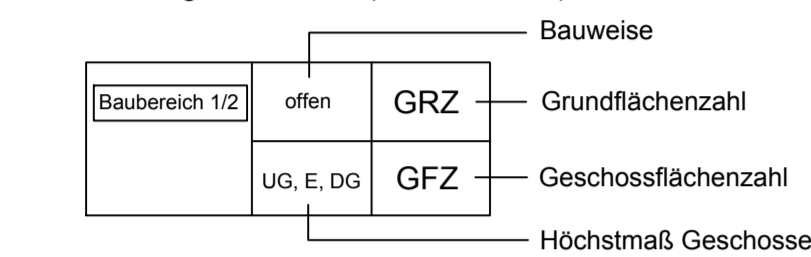 Bauweise
Baubereich 1/2
offen
GRZ
Grundflächenzahl
UG, E, DG
GFZ
Geschossflächenzahl
Höchstmaß Geschosse